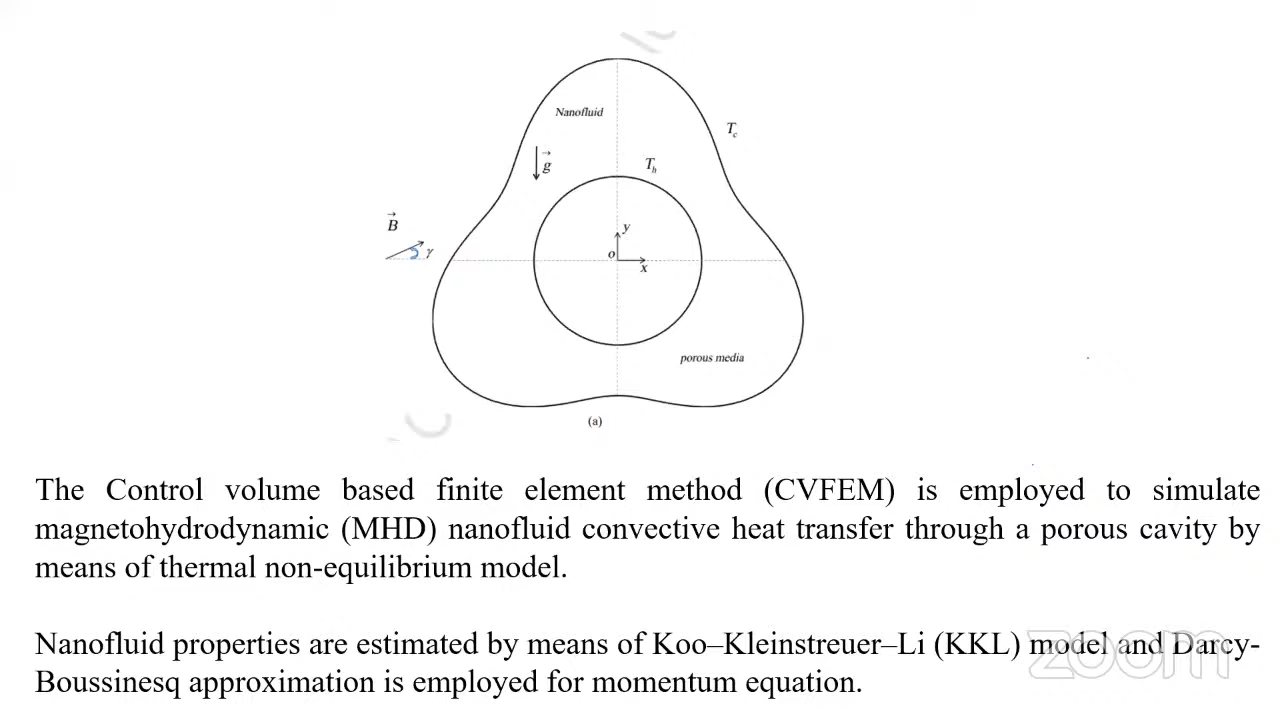 Nanofluid
T_c
g
T_h
B
γ
y
o
x
porous media
(a)
The Control volume based finite element method (CVFEM) is employed to simulate
magnetohydrodynamic (MHD) nanofluid convective heat transfer through a porous cavity by
means of thermal non-equilibrium model.
Nanofluid properties are estimated by means of Koo–Kleinstreuer–Li (KKL) model and Darcy-
Boussinesq approximation is employed for momentum equation.
zoom